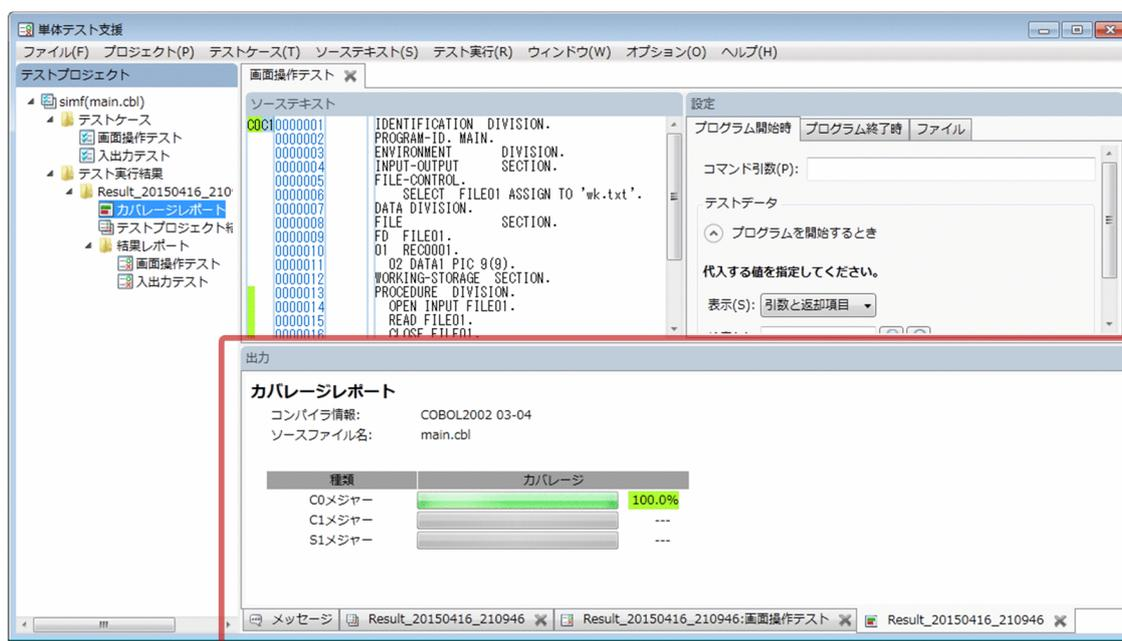 単体テスト支援
ファイル(F) プロジェクト(P) テストケース(T) ソーステキスト(S) テスト実行(R) ウィンドウ(W) オプション(O) ヘルプ(H)
テストプロジェクト
simf(main.cbl)
テストケース
画面操作テスト
入出力テスト
テスト実行結果
Result_20150416_210
カバレージレポート
テストプロジェクト
結果レポート
画面操作テスト
入出力テスト
画面操作テスト
ソーステキスト
C0C1 0000001 IDENTIFICATION DIVISION.
0000002 PROGRAM-ID. MAIN.
0000003 ENVIRONMENT DIVISION.
0000004 INPUT-OUTPUT SECTION.
0000005 FILE-CONTROL.
0000006 SELECT FILE01 ASSIGN TO 'wk.txt'.
0000007 DATA DIVISION.
0000008 FILE SECTION.
0000009 FD FILE01.
0000010 01 REC0001.
0000011 02 DATA1 PIC 9(9).
0000012 WORKING-STORAGE SECTION.
0000013 PROCEDURE DIVISION.
0000014 OPEN INPUT FILE01.
0000015 READ FILE01.
0000016 CLOSE FILE01.
設定
プログラム開始時 プログラム終了時 ファイル
コマンド引数(P):
テストデータ
プログラムを開始するとき
代入する値を指定してください。
表示(S): 引数と返却項目
出力
カバレージレポート
コンパイラ情報: COBOL2002 03-04
ソースファイル名: main.cbl
種類 カバレージ
C0メジャー 100.0%
C1メジャー ---
S1メジャー ---
メッセージ Result_20150416_210946 Result_20150416_210946:画面操作テスト Result_20150416_210946